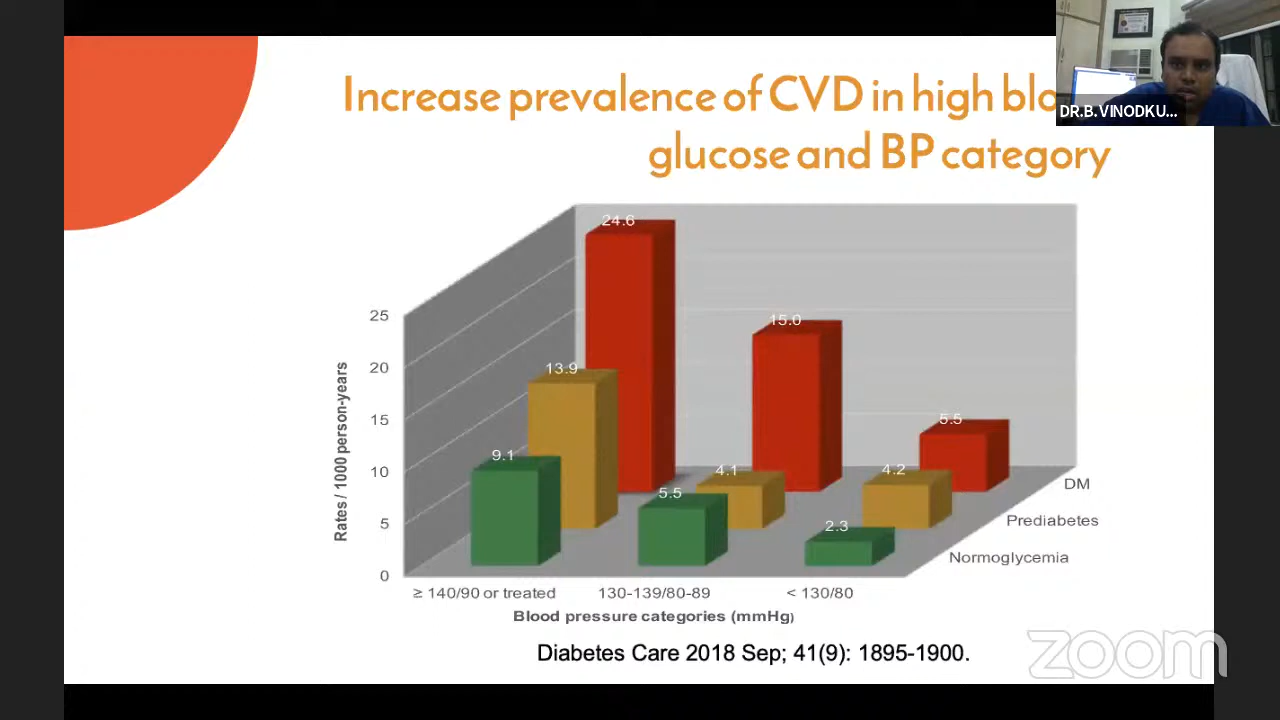 Increase prevalence of CVD in high blo
glucose and BP category
DR.B.VINODKU...
24.6
15.0
13.9
5.5
9.1
4.1
4.2
5.5
2.3
25
20
15
10
5
0
Rates / 1000 person-years
DM
Prediabetes
Normoglycemia
≥ 140/90 or treated
130-139/80-89
< 130/80
Blood pressure categories (mmHg)
Diabetes Care 2018 Sep; 41(9): 1895-1900.
zoom